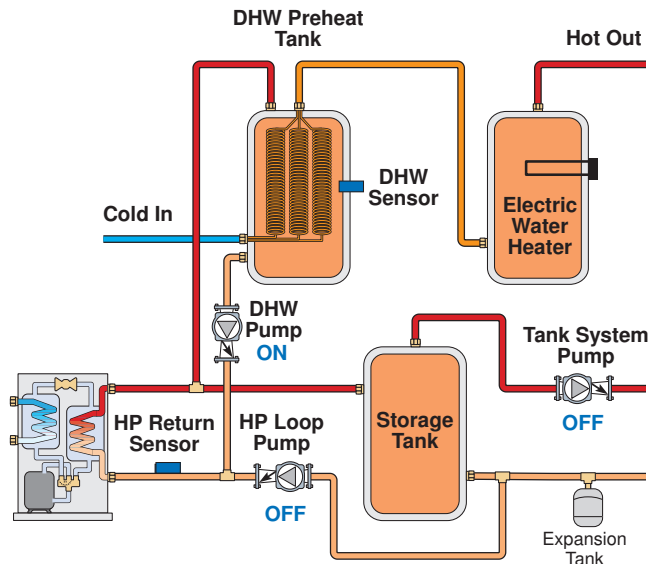 DHW Preheat
Tank
Hot Out
DHW
Sensor
Cold In
Electric
Water
Heater
DHW
Pump
ON
Tank System
Pump
OFF
HP Return
Sensor
HP Loop
Pump
OFF
Storage
Tank
Expansion
Tank